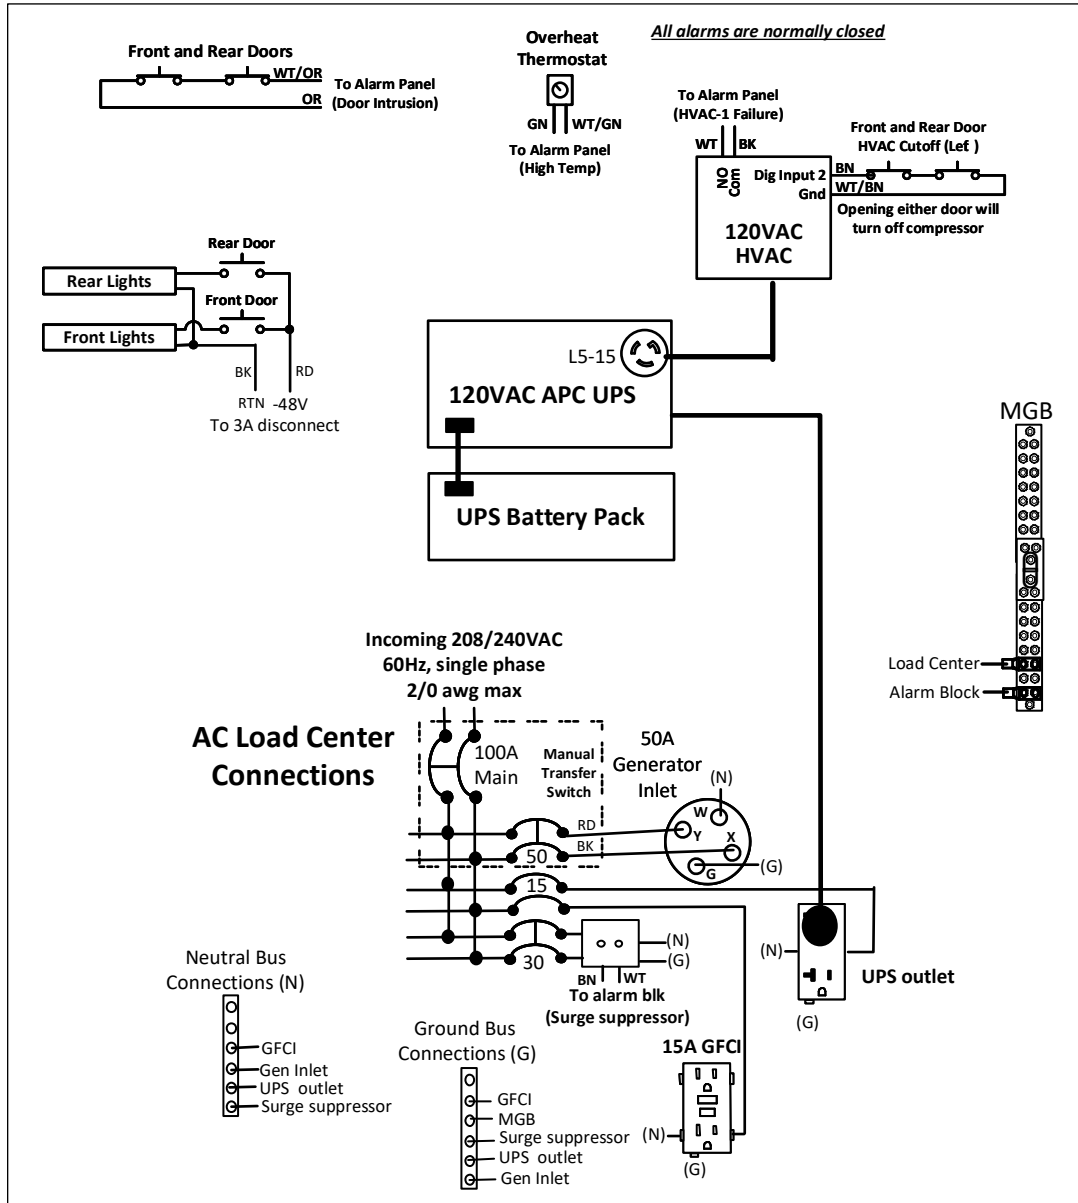 All alarms are normally closed
Front and Rear Doors
WT/OR
OR
To Alarm Panel
(Door Intrusion)
Overheat
Thermostat
GN
WT/GN
To Alarm Panel
(High Temp)
To Alarm Panel
(HVAC-1 Failure)
WT
BK
NO
Com
Dig Input 2
Gnd
120VAC
HVAC
Front and Rear Door
HVAC Cutoff (Lef )
BN
WT/BN
Opening either door will
turn off compressor
Rear Door
Rear Lights
Front Door
Front Lights
BK
RD
RTN
-48V
To 3A disconnect
L5-15
120VAC APC UPS
UPS Battery Pack
MGB
Load Center
Alarm Block
Incoming 208/240VAC
60Hz, single phase
2/0 awg max
AC Load Center
Connections
100A
Main
Manual
Transfer
Switch
50A
Generator
Inlet
(N)
W
Y
X
G
(G)
RD
BK
50
15
30
(N)
(G)
BN
WT
To alarm blk
(Surge suppressor)
(N)
UPS outlet
(G)
Neutral Bus
Connections (N)
GFCI
Gen Inlet
UPS outlet
Surge suppressor
Ground Bus
Connections (G)
GFCI
MGB
Surge suppressor
UPS outlet
Gen Inlet
15A GFCI
(N)
(G)